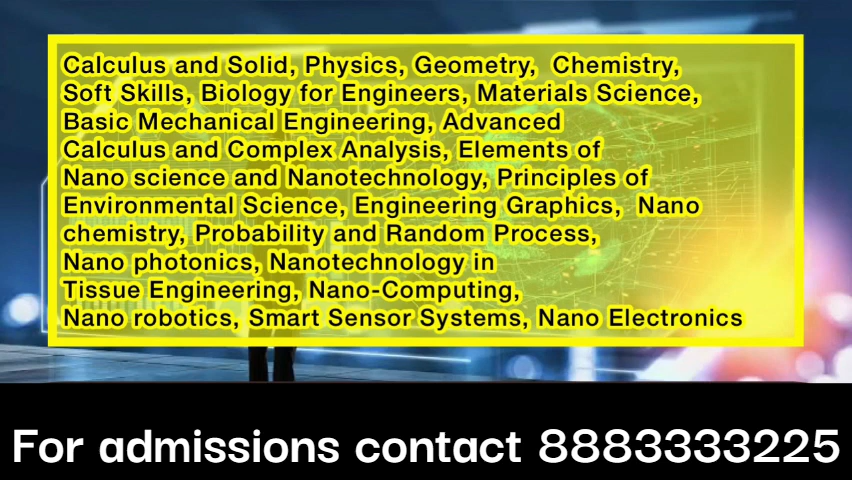 Calculus and Solid, Physics, Geometry, Chemistry,
Soft Skills, Biology for Engineers, Materials Science,
Basic Mechanical Engineering, Advanced
Calculus and Complex Analysis, Elements of
Nano science and Nanotechnology, Principles of
Environmental Science, Engineering Graphics, Nano
chemistry, Probability and Random Process,
Nano photonics, Nanotechnology in
Tissue Engineering, Nano-Computing,
Nano robotics, Smart Sensor Systems, Nano Electronics
For admissions contact 8883333225